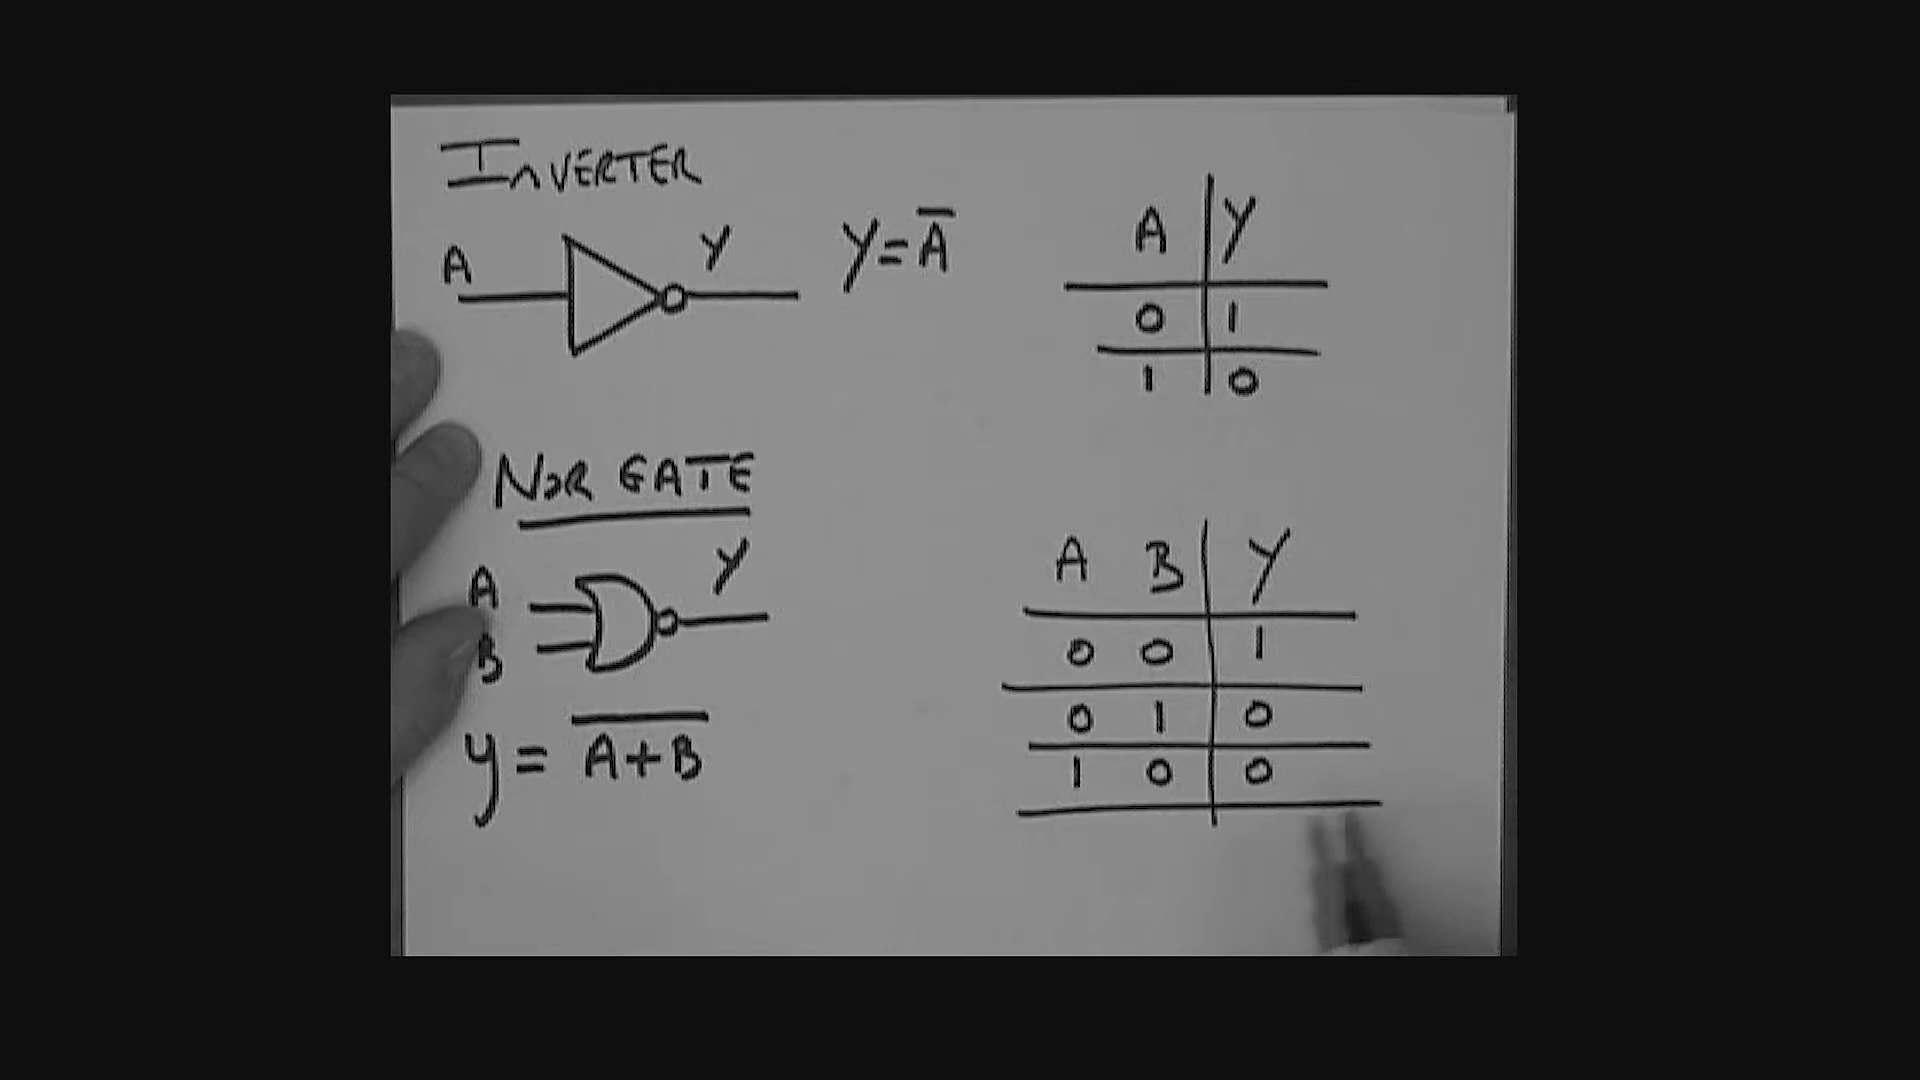 INVERTER
A Y Y=A̅ A Y
0 1
1 0
NOR GATE
A Y A B Y
B 0 0 1
0 1 0
y = A̅+̅B̅ 1 0 0